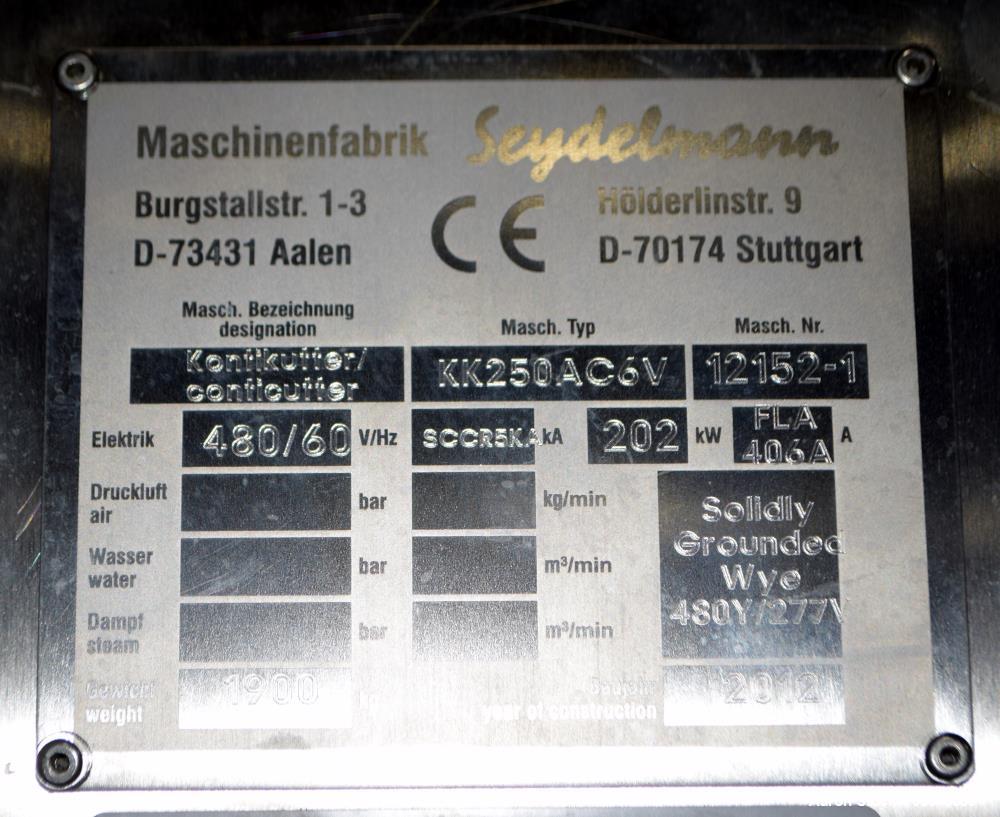 Maschinenfabrik Seydelmann
Burgstallstr. 1-3
D-73431 Aalen
CE
Hölderlinstr. 9
D-70174 Stuttgart
Masch. Bezeichnung
designation
Masch. Typ
Masch. Nr.
Kontikutter/
conticutter
KK250AC6V
12152-1
Elektrik 480/60 V/Hz SCCR5KA kA 202 kW FLA 406A A
Druckluft
air
bar
kg/min
Solidly
Grounded
Wye
480Y/277V
Wasser
water
bar
m³/min
Dampf
steam
bar
m³/min
Gewicht
weight
1900
Baujahr
year of construction
2012